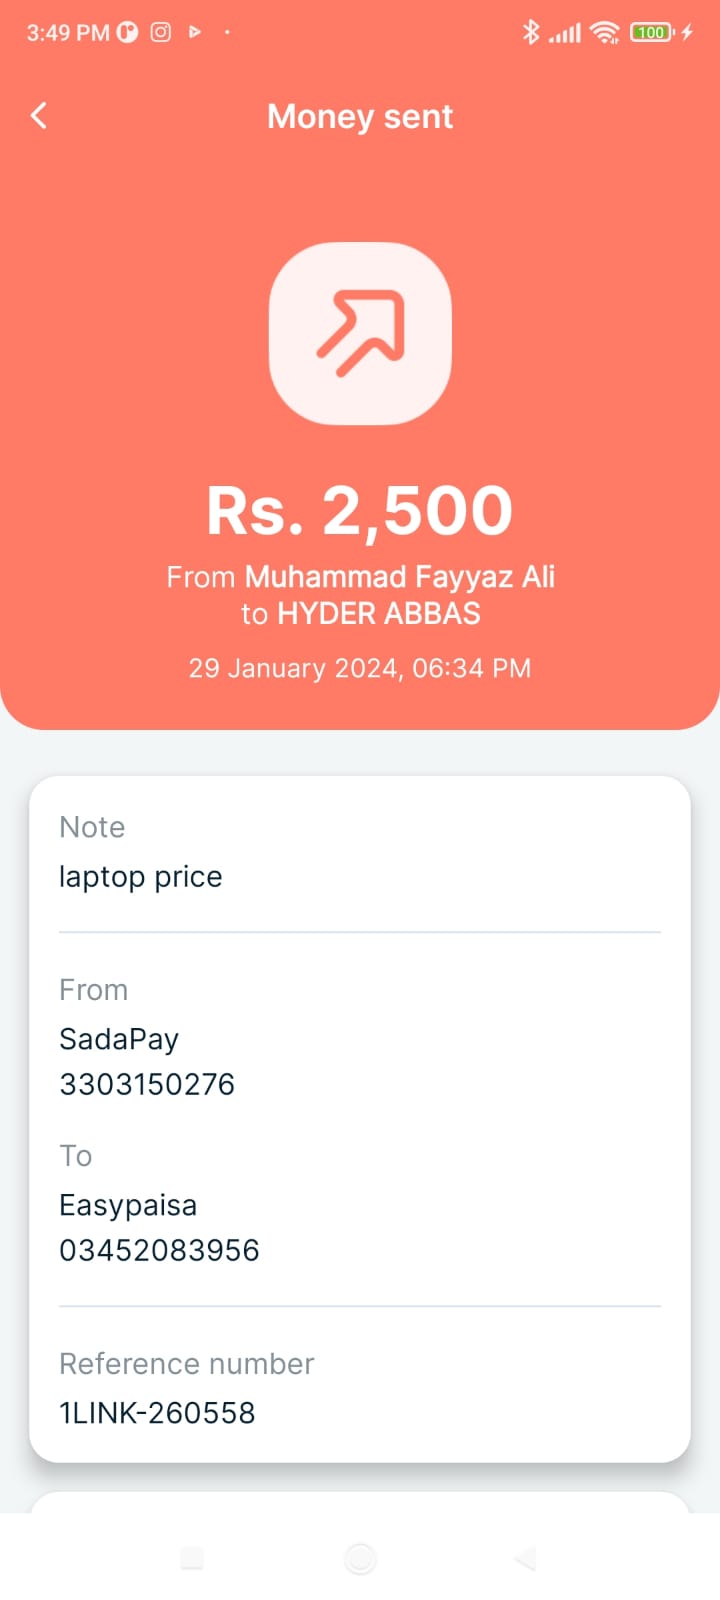 3:49 PM
100
Money sent
Rs. 2,500
From Muhammad Fayyaz Ali
to HYDER ABBAS
29 January 2024, 06:34 PM
Note
laptop price
From
SadaPay
3303150276
To
Easypaisa
03452083956
Reference number
1LINK-260558